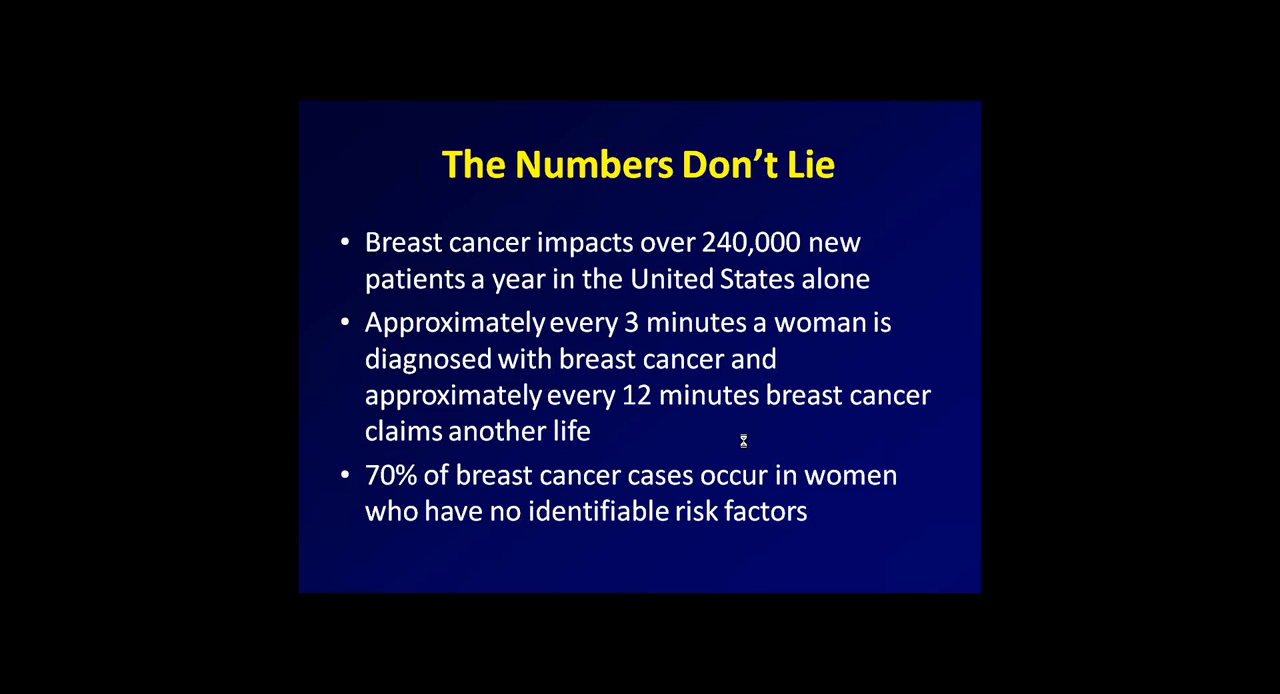 The Numbers Don’t Lie
• Breast cancer impacts over 240,000 new
patients a year in the United States alone
• Approximately every 3 minutes a woman is
diagnosed with breast cancer and
approximately every 12 minutes breast cancer
claims another life
• 70% of breast cancer cases occur in women
who have no identifiable risk factors